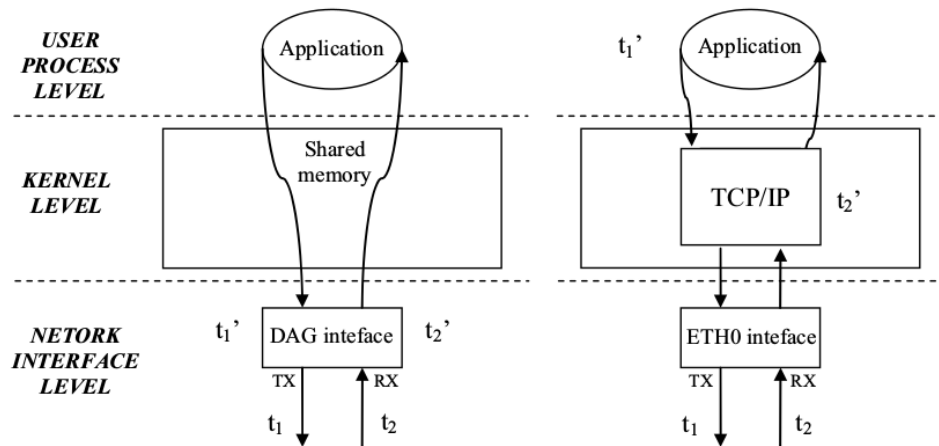 USER
PROCESS
LEVEL
Application
t₁’
Application
KERNEL
LEVEL
Shared
memory
TCP/IP
t₂’
NETORK
INTERFACE
LEVEL
t₁’
DAG inteface
t₂’
ETH0 inteface
TX
RX
TX
RX
t₁
t₂
t₁
t₂